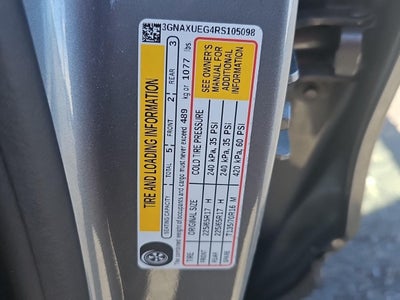 3GNAXUEG4RS105098
TIRE AND LOADING INFORMATION
SEATING CAPACITY | TOTAL 5 | FRONT 2 | REAR 3
The combined weight of occupants and cargo must never exceed 489 kg or 1077 lbs.
TIRE ORIGINAL SIZE COLD TIRE PRESSURE
FRONT 225/65R17 H 240 kPa, 35 PSI
REAR 225/65R17 H 240 kPa, 35 PSI
SPARE T135/70R16 M 420 kPa, 60 PSI
SEE OWNER'S
MANUAL FOR
ADDITIONAL
INFORMATION